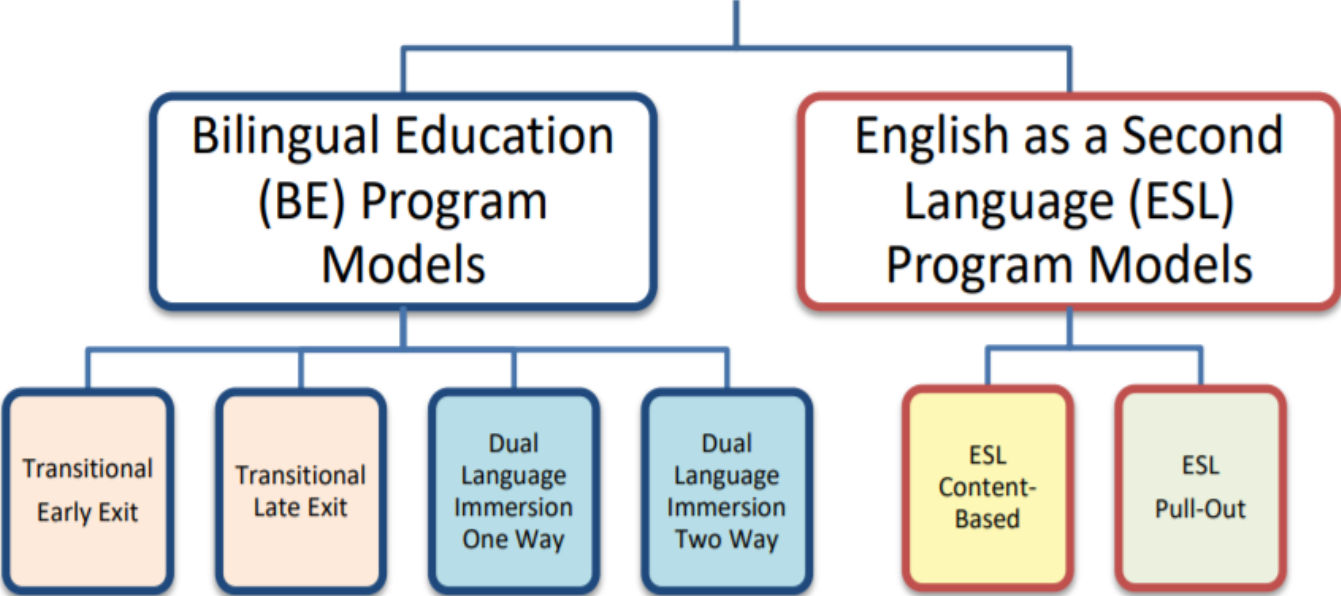 Bilingual Education
(BE) Program
Models
English as a Second
Language (ESL)
Program Models
Transitional
Early Exit
Transitional
Late Exit
Dual
Language
Immersion
One Way
Dual
Language
Immersion
Two Way
ESL
Content-
Based
ESL
Pull-Out